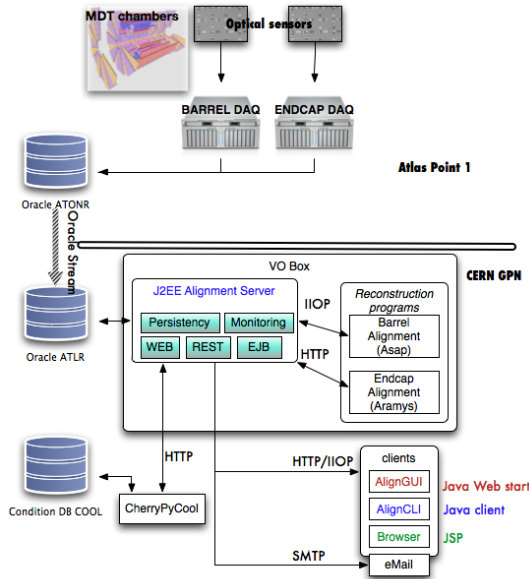 MDT chambers
Optical sensors
BARREL DAQ
ENDCAP DAQ
Atlas Point 1
Oracle ATONR
Oracle Stream
CERN GPN
VO Box
J2EE Alignment Server
Persistency
Monitoring
WEB
REST
EJB
IIOP
HTTP
Reconstruction
programs
Barrel
Alignment
(Asap)
Endcap
Alignment
(Aramys)
Oracle ATLR
HTTP
HTTP/IIOP
clients
AlignGUI
Java Web start
AlignCLI
Java client
Browser
JSP
Condition DB COOL
CherryPyCool
SMTP
eMail